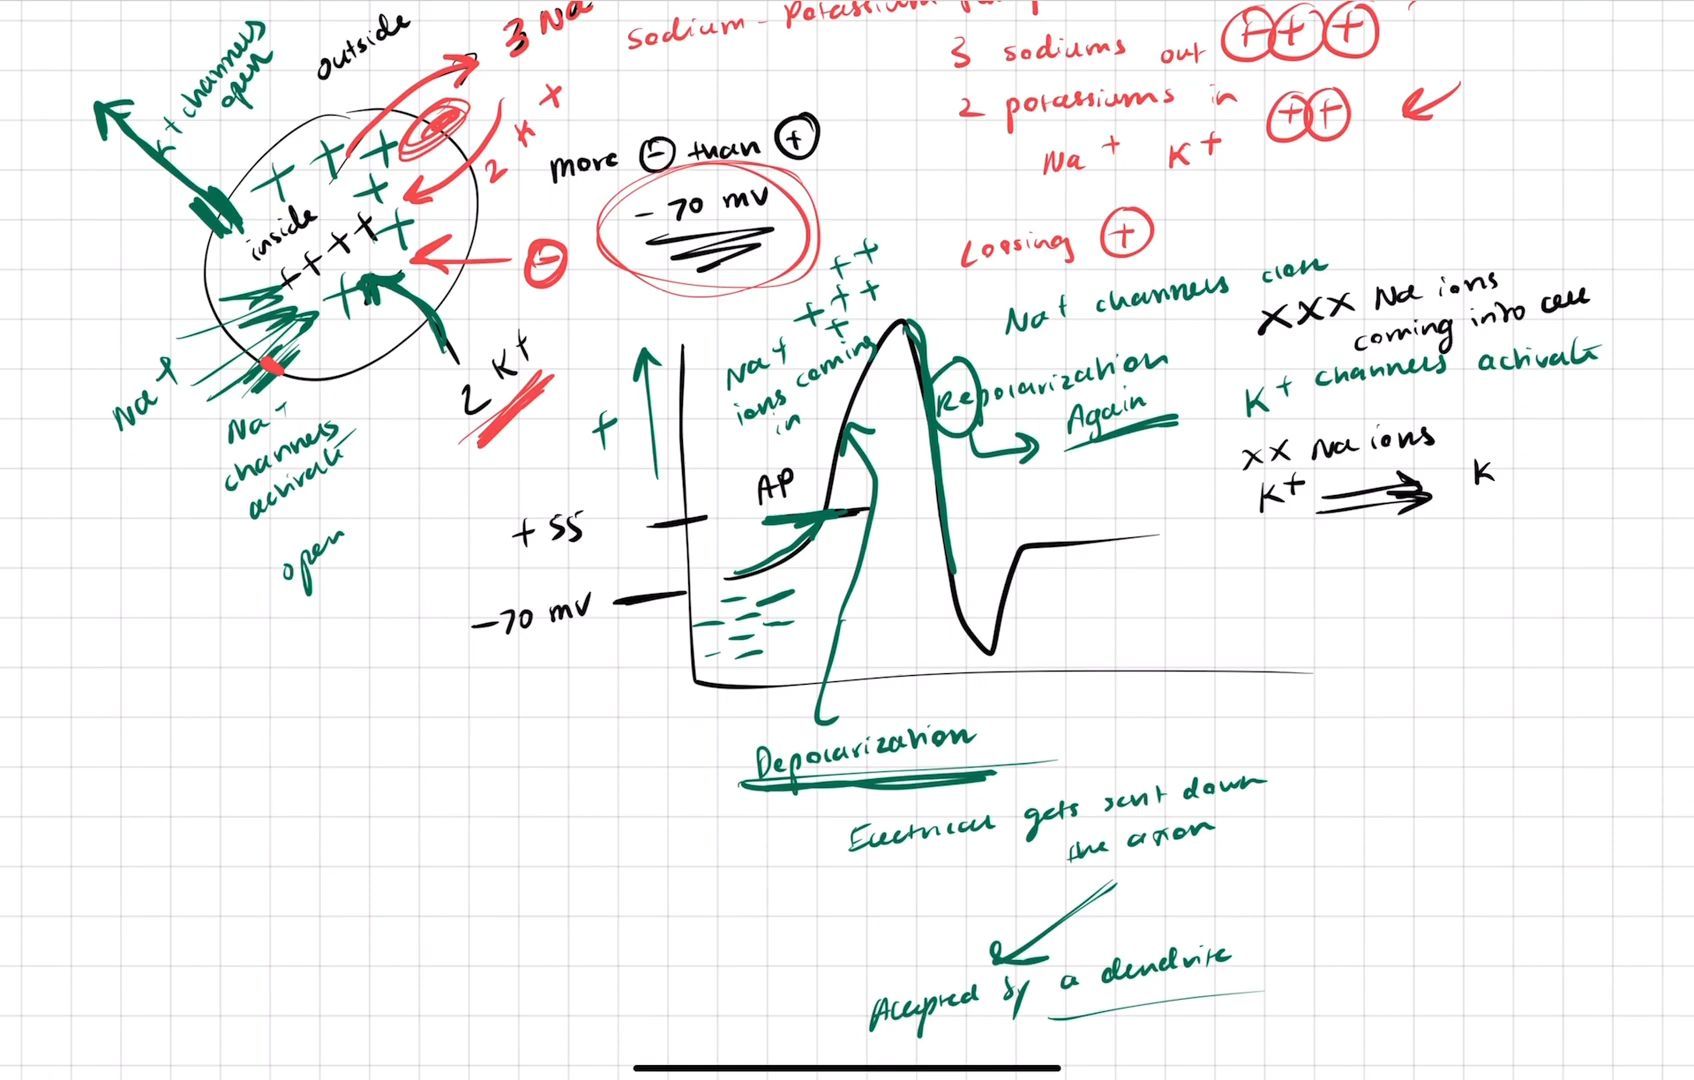 3 Na
Sodium - Potassium
3 sodiums out + + +
2 potassiums in + +
Na + K+
outside
K+ channels
open
2 K +
more - than +
- 70 mv
inside
+ + + +
+ + + +
-
Loosing +
Na+ channels close
xxx Na ions
coming into cell
K+ channels activate
xx Na ions
K+ K
Repolarization
Again
+ +
+ + +
+
Na+
ions coming
in
+
AP
+ 55
-70 mv
Na+
Na+
channels
activate
open
2 K+
Depolarization
Electrical gets sent down
the axon
Accepted by a dendrite